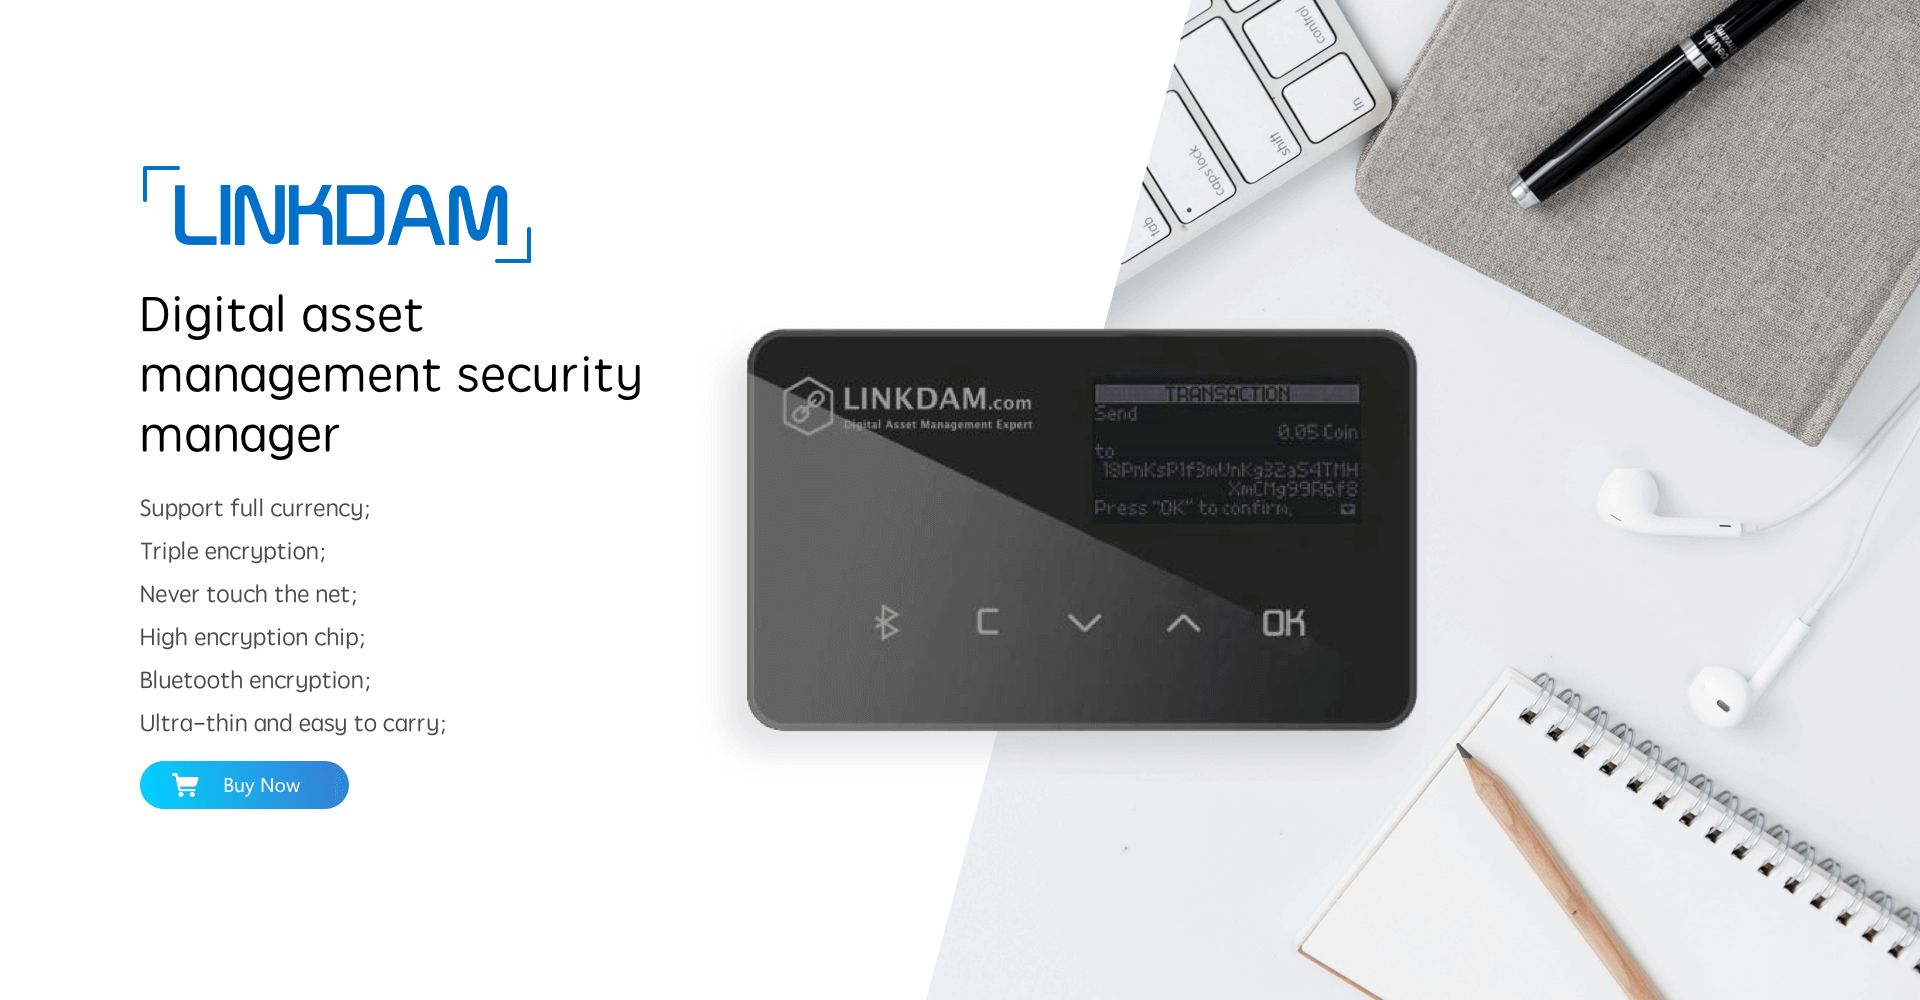 LINKDAM
Digital asset
management security
manager
Support full currency;
Triple encryption;
Never touch the net;
High encryption chip;
Bluetooth encryption;
Ultra-thin and easy to carry;
Buy Now
LINKDAM.com
Digital Asset Management Expert
TRANSACTION
Send
0.05 Coin
to
18PnKsP1f3mVnKg32aS4TMH
XmCMg99R6f8
Press "OK" to confirm,
C
OK
control
fn
shift
caps lock
tab